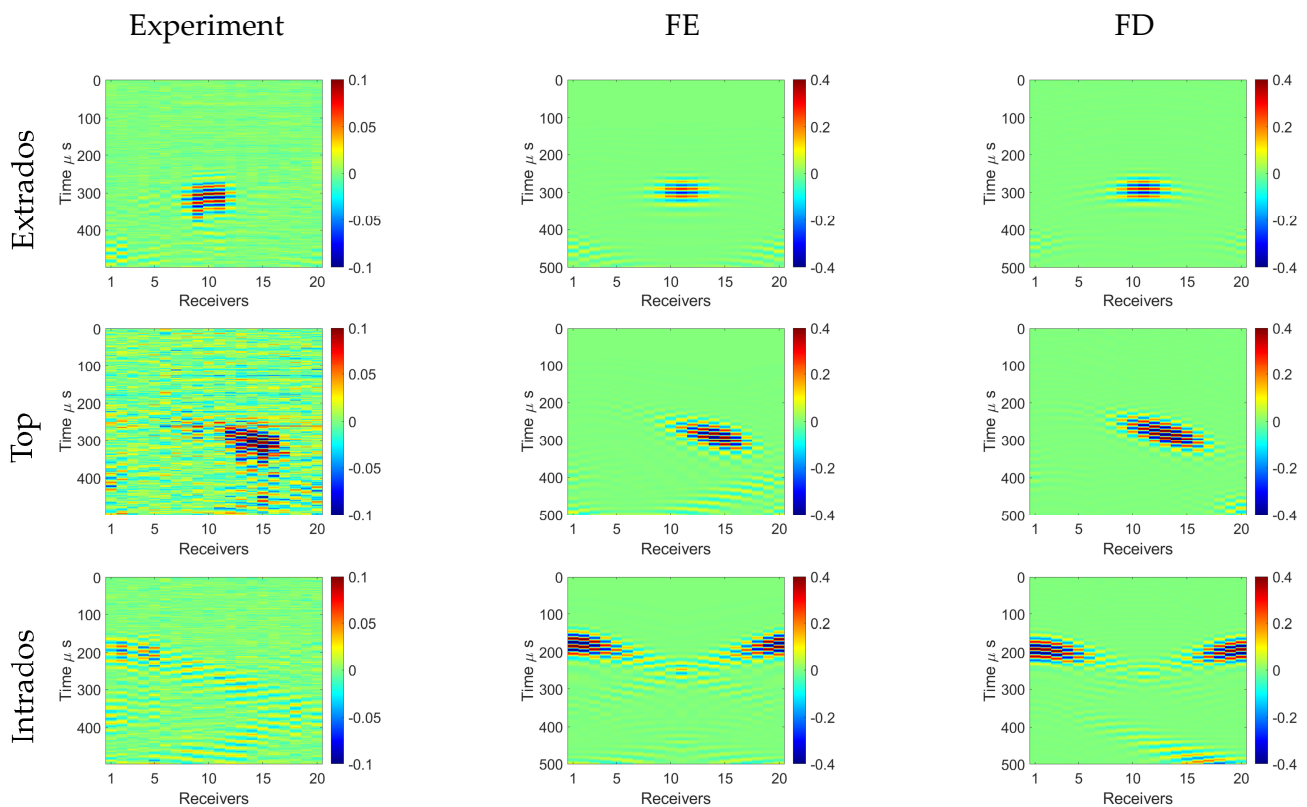 Experiment FE FD
Extrados
0 100 200 300 400
Time μ s
1 5 10 15 20
Receivers
0.1 0.05 0 -0.05 -0.1
0 100 200 300 400 500
Time μ s
1 5 10 15 20
Receivers
0.4 0.2 0 -0.2 -0.4
0 100 200 300 400 500
Time μ s
1 5 10 15 20
Receivers
0.4 0.2 0 -0.2 -0.4
Top
0 100 200 300 400
Time μ s
1 5 10 15 20
Receivers
0.1 0.05 0 -0.05 -0.1
0 100 200 300 400 500
Time μ s
1 5 10 15 20
Receivers
0.4 0.2 0 -0.2 -0.4
0 100 200 300 400 500
Time μ s
1 5 10 15 20
Receivers
0.4 0.2 0 -0.2 -0.4
Intrados
0 100 200 300 400
Time μ s
1 5 10 15 20
Receivers
0.1 0.05 0 -0.05 -0.1
0 100 200 300 400 500
Time μ s
1 5 10 15 20
Receivers
0.4 0.2 0 -0.2 -0.4
0 100 200 300 400 500
Time μ s
1 5 10 15 20
Receivers
0.4 0.2 0 -0.2 -0.4